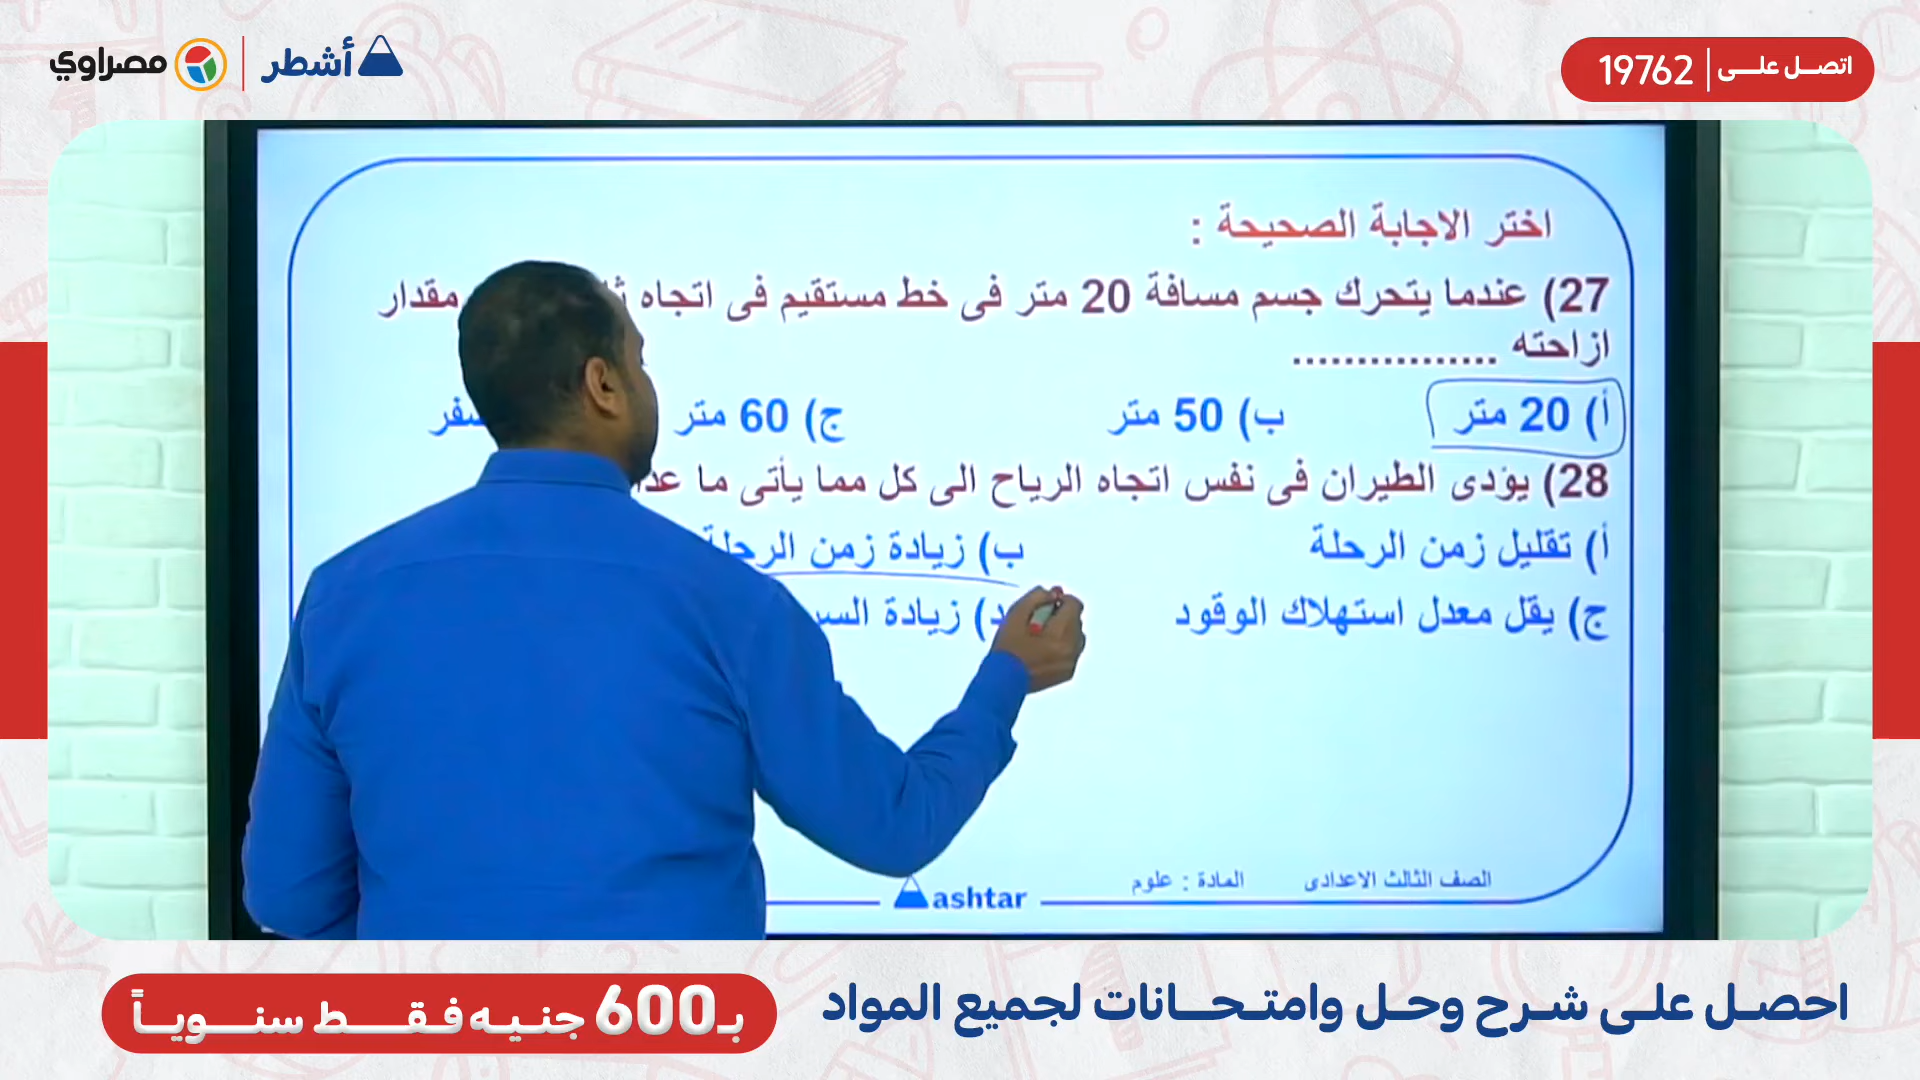 مصراوي
أشطر
اتصل على 19762
اختر الاجابة الصحيحة :
27) عندما يتحرك جسم مسافة 20 متر فى خط مستقيم فى اتجاه مقدار
ازاحته ................
أ) 20 متر ب) 50 متر ج) 60 متر
28) يؤدى الطيران فى نفس اتجاه الرياح الى كل مما يأتى ما عدا
أ) تقليل زمن الرحلة ب) زيادة زمن الرحلة
ج) يقل معدل استهلاك الوقود د) زيادة
الصف الثالث الاعدادى المادة : علوم ashtar
احصل على شرح وحل وامتحانات لجميع المواد بـ600 جنيه فقط سنوياً